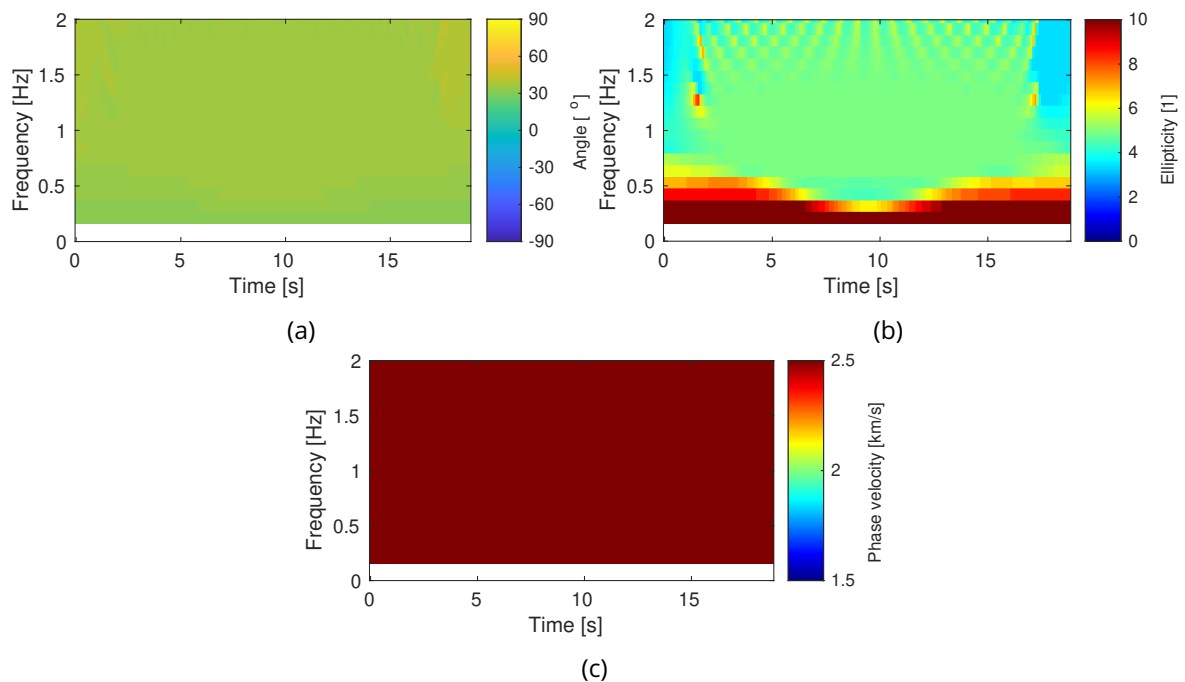 2
1.5
1
0.5
0
Frequency [Hz]
0 5 10 15
Time [s]
90
60
30
0
-30
-60
-90
Angle [ °]
(a)
2
1.5
1
0.5
0
Frequency [Hz]
0 5 10 15
Time [s]
10
8
6
4
2
0
Ellipticity [1]
(b)
2
1.5
1
0.5
0
Frequency [Hz]
0 5 10 15
Time [s]
2.5
2
1.5
Phase velocity [km/s]
(c)